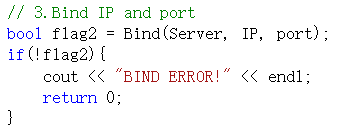 // 3.Bind IP and port
bool flag2 = Bind(Server, IP, port);
if(!flag2){
    cout << "BIND ERROR!" << endl;
    return 0;
}